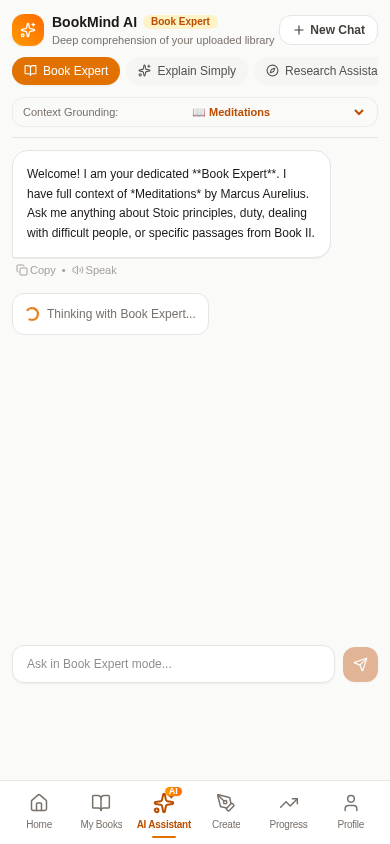 BookMind AI Book Expert
Deep comprehension of your uploaded library
New Chat
Book Expert
Explain Simply
Research Assista
Context Grounding:
📖 Meditations
Welcome! I am your dedicated **Book Expert**. I
have full context of *Meditations* by Marcus Aurelius.
Ask me anything about Stoic principles, duty, dealing
with difficult people, or specific passages from Book II.
Copy • Speak
Thinking with Book Expert...
Ask in Book Expert mode...
AI
Home
My Books
AI Assistant
Create
Progress
Profile